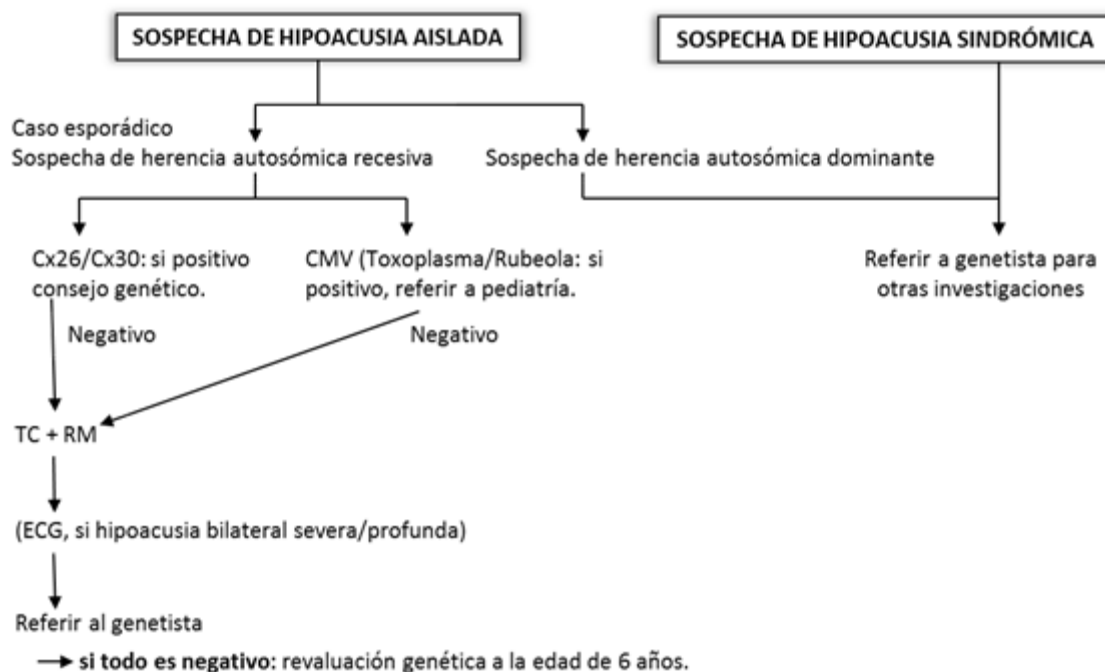 SOSPECHA DE HIPOACUSIA AISLADA
SOSPECHA DE HIPOACUSIA SINDRÓMICA
Caso esporádico
Sospecha de herencia autosómica recesiva
Sospecha de herencia autosómica dominante
Cx26/Cx30: si positivo
consejo genético.
CMV (Toxoplasma/Rubeola: si
positivo, referir a pediatría.
Referir a genetista para
otras investigaciones
Negativo
Negativo
TC + RM
(ECG, si hipoacusia bilateral severa/profunda)
Referir al genetista
si todo es negativo: revaluación genética a la edad de 6 años.